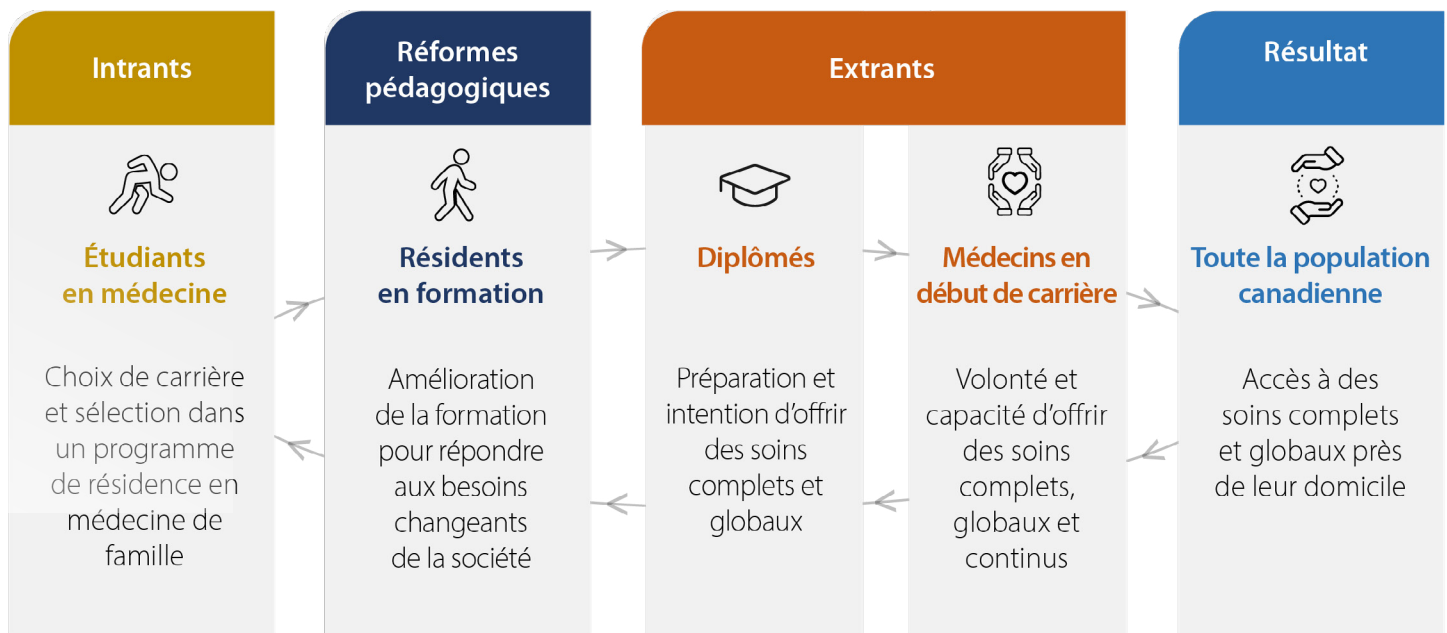 Intrants
Étudiants
en médecine
Choix de carrière
et sélection dans
un programme
de résidence en
médecine de
famille
Réformes
pédagogiques
Résidents
en formation
Amélioration
de la formation
pour répondre
aux besoins
changeants
de la société
Extrants
Diplômés
Préparation et
intention d’offrir
des soins
complets et
globaux
Médecins en
début de carrière
Volonté et
capacité d’offrir
des soins
complets,
globaux et
continus
Résultat
Toute la population
canadienne
Accès à des
soins complets
et globaux près
de leur domicile